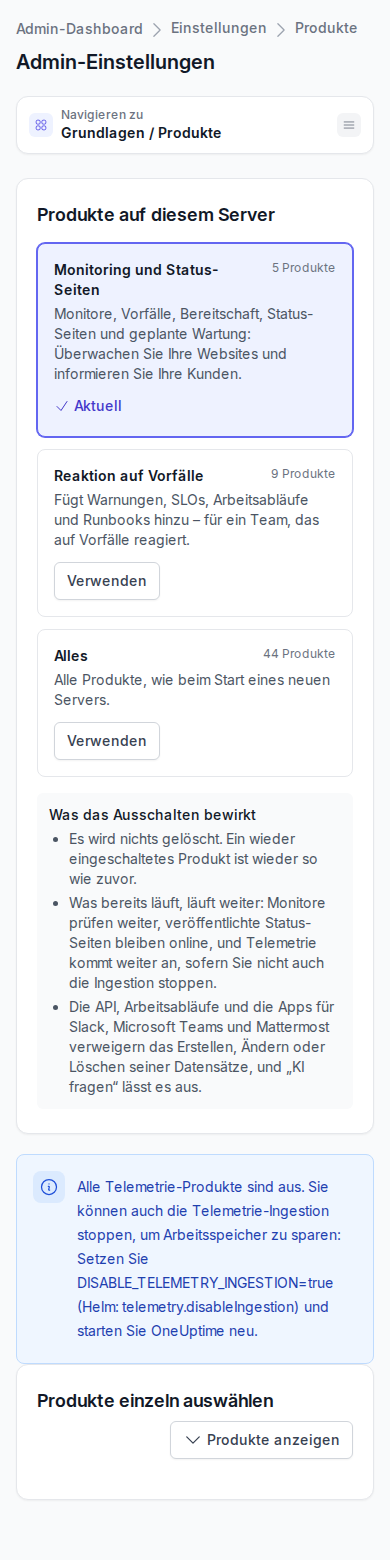 Admin-Dashboard
Einstellungen
Produkte
Admin-Einstellungen
Navigieren zu
Grundlagen / Produkte
Produkte auf diesem Server
Monitoring und Status-
Seiten
5 Produkte
Monitore, Vorfälle, Bereitschaft, Status-
Seiten und geplante Wartung:
Überwachen Sie Ihre Websites und
informieren Sie Ihre Kunden.
Aktuell
Reaktion auf Vorfälle
9 Produkte
Fügt Warnungen, SLOs, Arbeitsabläufe
und Runbooks hinzu – für ein Team, das
auf Vorfälle reagiert.
Verwenden
Alles
44 Produkte
Alle Produkte, wie beim Start eines neuen
Servers.
Verwenden
Was das Ausschalten bewirkt
• Es wird nichts gelöscht. Ein wieder
eingeschaltetes Produkt ist wieder so
wie zuvor.
• Was bereits läuft, läuft weiter: Monitore
prüfen weiter, veröffentlichte Status-
Seiten bleiben online, und Telemetrie
kommt weiter an, sofern Sie nicht auch
die Ingestion stoppen.
• Die API, Arbeitsabläufe und die Apps für
Slack, Microsoft Teams und Mattermost
verweigern das Erstellen, Ändern oder
Löschen seiner Datensätze, und „KI
fragen“ lässt es aus.
Alle Telemetrie-Produkte sind aus. Sie
können auch die Telemetrie-Ingestion
stoppen, um Arbeitsspeicher zu sparen:
Setzen Sie
DISABLE_TELEMETRY_INGESTION=true
(Helm: telemetry.disableIngestion) und
starten Sie OneUptime neu.
Produkte einzeln auswählen
Produkte anzeigen